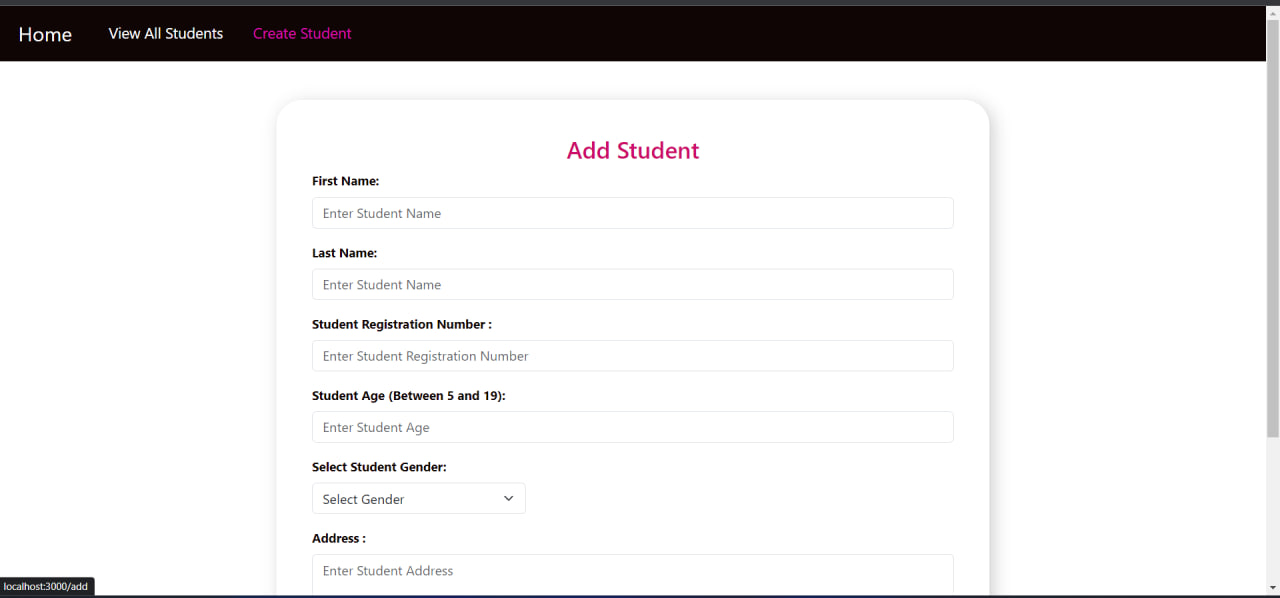 Home View All Students Create Student
Add Student
First Name:
Enter Student Name
Last Name:
Enter Student Name
Student Registration Number :
Enter Student Registration Number
Student Age (Between 5 and 19):
Enter Student Age
Select Student Gender:
Select Gender
Address :
Enter Student Address
localhost:3000/add